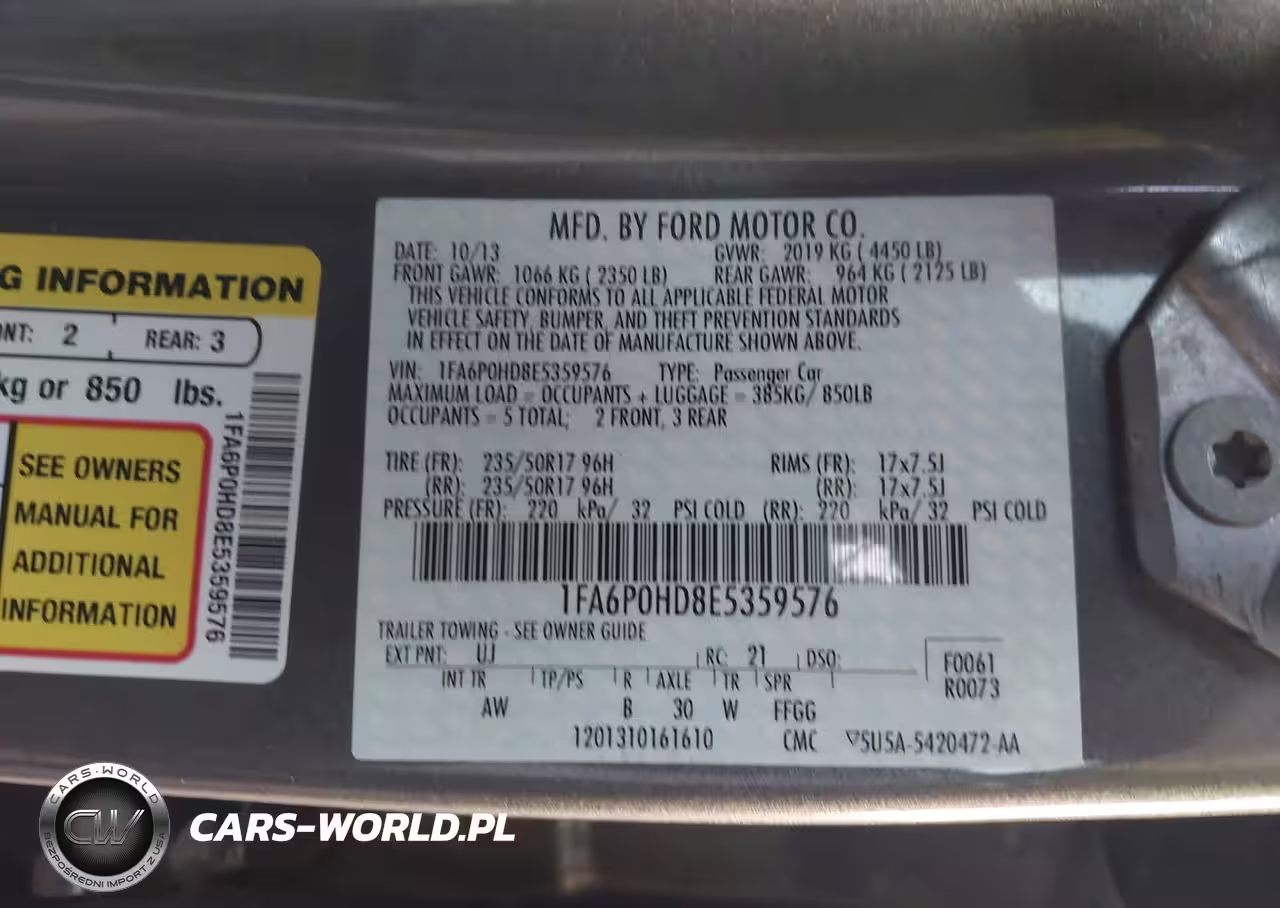 G INFORMATION
NT: 2 REAR: 3
kg or 850 lbs.
SEE OWNERS
MANUAL FOR
ADDITIONAL
INFORMATION
1FA6P0HD8E5359576
MFD. BY FORD MOTOR CO.
DATE: 10/13 GVWR: 2019 KG ( 4450 LB)
FRONT GAWR: 1066 KG ( 2350 LB) REAR GAWR: 964 KG ( 2125 LB)
THIS VEHICLE CONFORMS TO ALL APPLICABLE FEDERAL MOTOR
VEHICLE SAFETY, BUMPER, AND THEFT PREVENTION STANDARDS
IN EFFECT ON THE DATE OF MANUFACTURE SHOWN ABOVE.
VIN: 1FA6P0HD8E5359576 TYPE: Passenger Car
MAXIMUM LOAD = OCCUPANTS + LUGGAGE = 385KG/ 850LB
OCCUPANTS = 5 TOTAL; 2 FRONT, 3 REAR
TIRE (FR): 235/50R17 96H RIMS (FR): 17x7.5J
(RR): 235/50R17 96H (RR): 17x7.5J
PRESSURE (FR): 220 kPa/ 32 PSI COLD (RR): 220 kPa/ 32 PSI COLD
1FA6P0HD8E5359576
TRAILER TOWING - SEE OWNER GUIDE
EXT PNT: UJ RC: 21 DSO: F0061
INT TR TP/PS R AXLE TR SPR R0073
AW B 30 W FFGG
1201310161610 CMC ▽5U5A-5420472-AA
CARS-WORLD
CW
BEZPOŚREDNI IMPORT Z USA
CARS-WORLD.PL